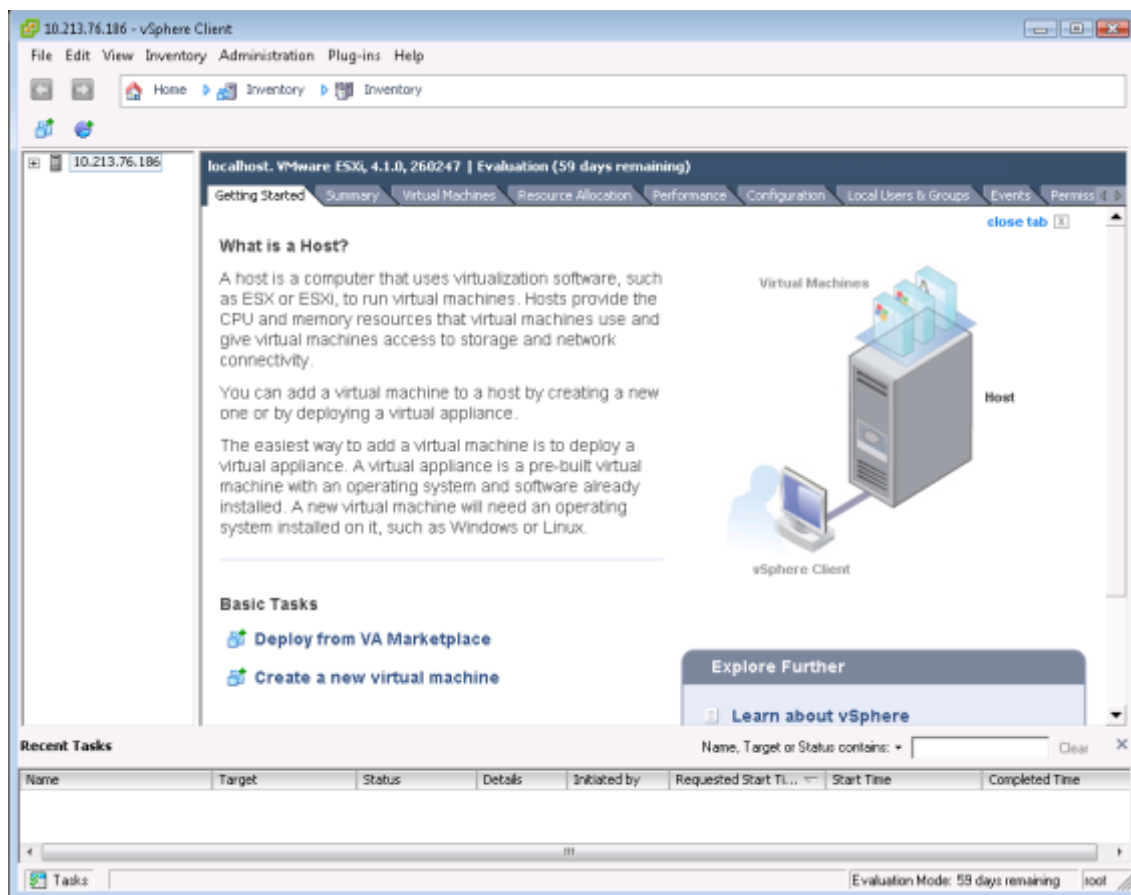 10.213.76.186 - vSphere Client
File Edit View Inventory Administration Plug-ins Help
Home Inventory Inventory
10.213.76.186
localhost. VMware ESXi, 4.1.0, 260247 | Evaluation (59 days remaining)
Getting Started Summary Virtual Machines Resource Allocation Performance Configuration Local Users & Groups Events Permiss
close tab
What is a Host?
A host is a computer that uses virtualization software, such
as ESX or ESXi, to run virtual machines. Hosts provide the
CPU and memory resources that virtual machines use and
give virtual machines access to storage and network
connectivity.
You can add a virtual machine to a host by creating a new
one or by deploying a virtual appliance.
The easiest way to add a virtual machine is to deploy a
virtual appliance. A virtual appliance is a pre-built virtual
machine with an operating system and software already
installed. A new virtual machine will need an operating
system installed on it, such as Windows or Linux.
Virtual Machines
Host
vSphere Client
Basic Tasks
Deploy from VA Marketplace
Create a new virtual machine
Explore Further
Learn about vSphere
Recent Tasks
Name, Target or Status contains:
Clear
Name Target Status Details Initiated by Requested Start Ti... Start Time Completed Time
Tasks
Evaluation Mode: 59 days remaining
root